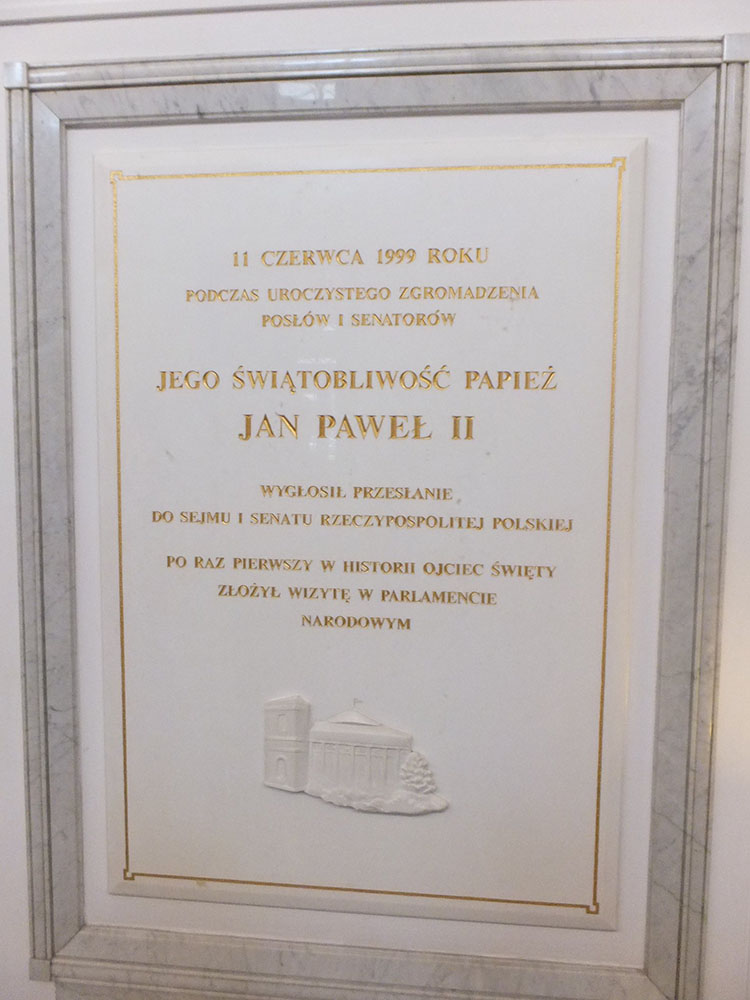 11 CZERWCA 1999 ROKU
PODCZAS UROCZYSTEGO ZGROMADZENIA
POSŁÓW I SENATORÓW
JEGO ŚWIĄTOBLIWOŚĆ PAPIEŻ
JAN PAWEŁ II
WYGŁOSIŁ PRZESŁANIE
DO SEJMU I SENATU RZECZYPOSPOLITEJ POLSKIEJ
PO RAZ PIERWSZY W HISTORII OJCIEC ŚWIĘTY
ZŁOŻYŁ WIZYTĘ W PARLAMENCIE
NARODOWYM